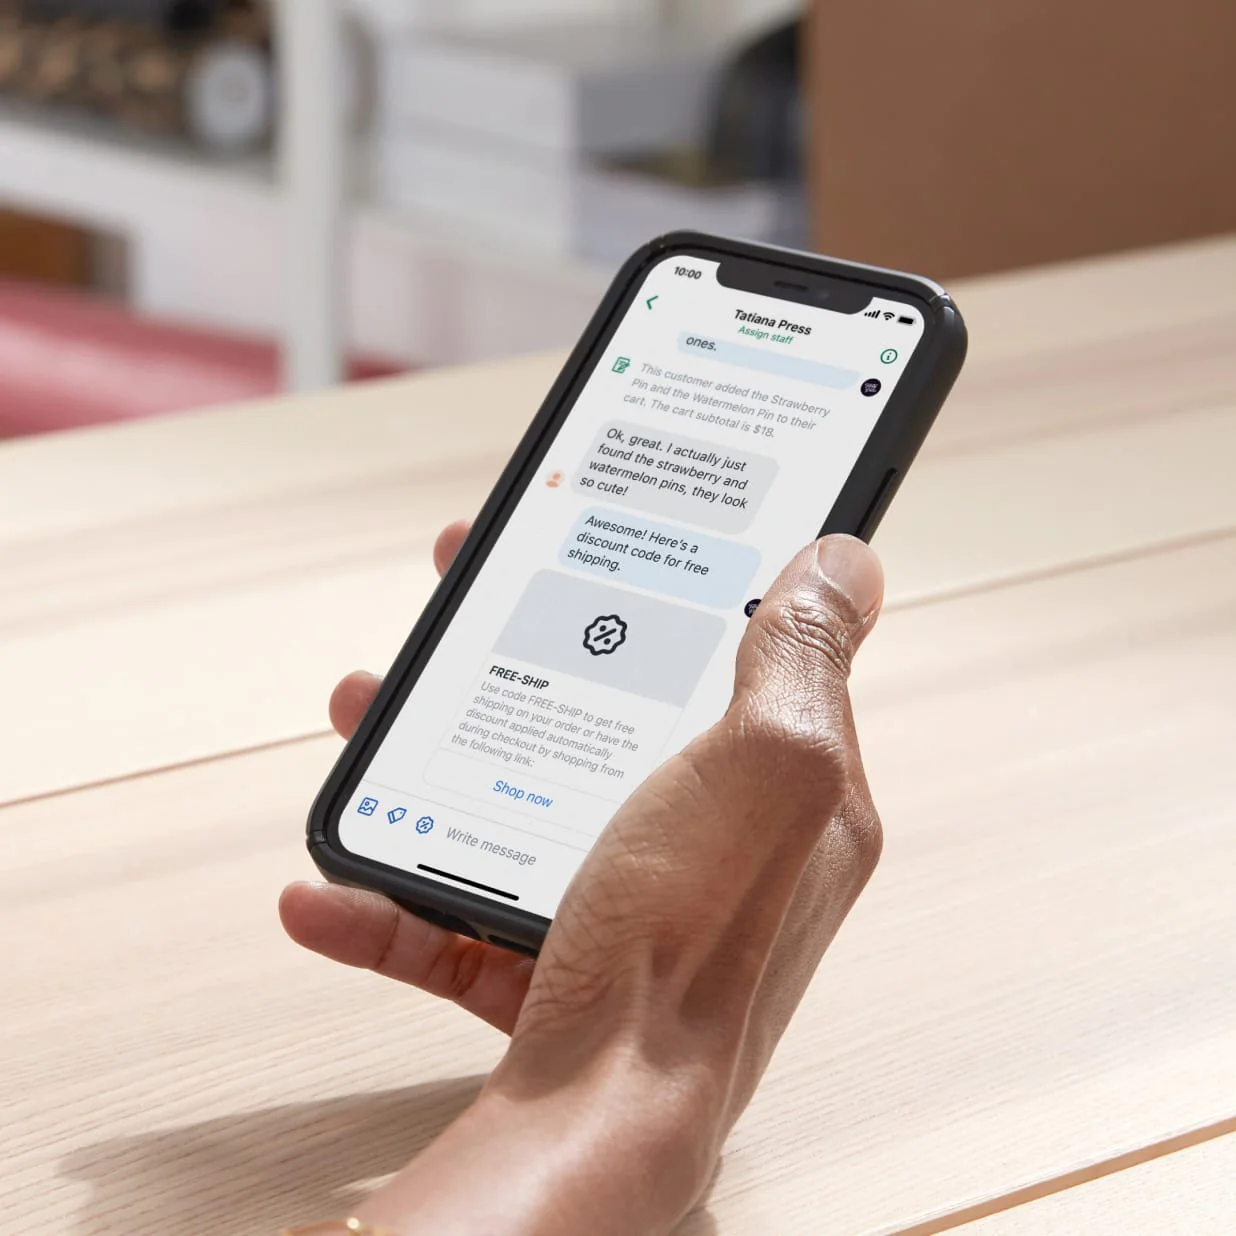 10:00
Tatiana Press
Assign staff
ones.
This customer added the Strawberry
Pin and the Watermelon Pin to their
cart. The cart subtotal is $18.
Ok, great. I actually just
found the strawberry and
watermelon pins, they look
so cute!
Awesome! Here's a
discount code for free
shipping.
FREE-SHIP
Use code FREE-SHIP to get free
shipping on your order or have the
discount applied automatically
during checkout by shopping from
the following link:
Shop now
Write message